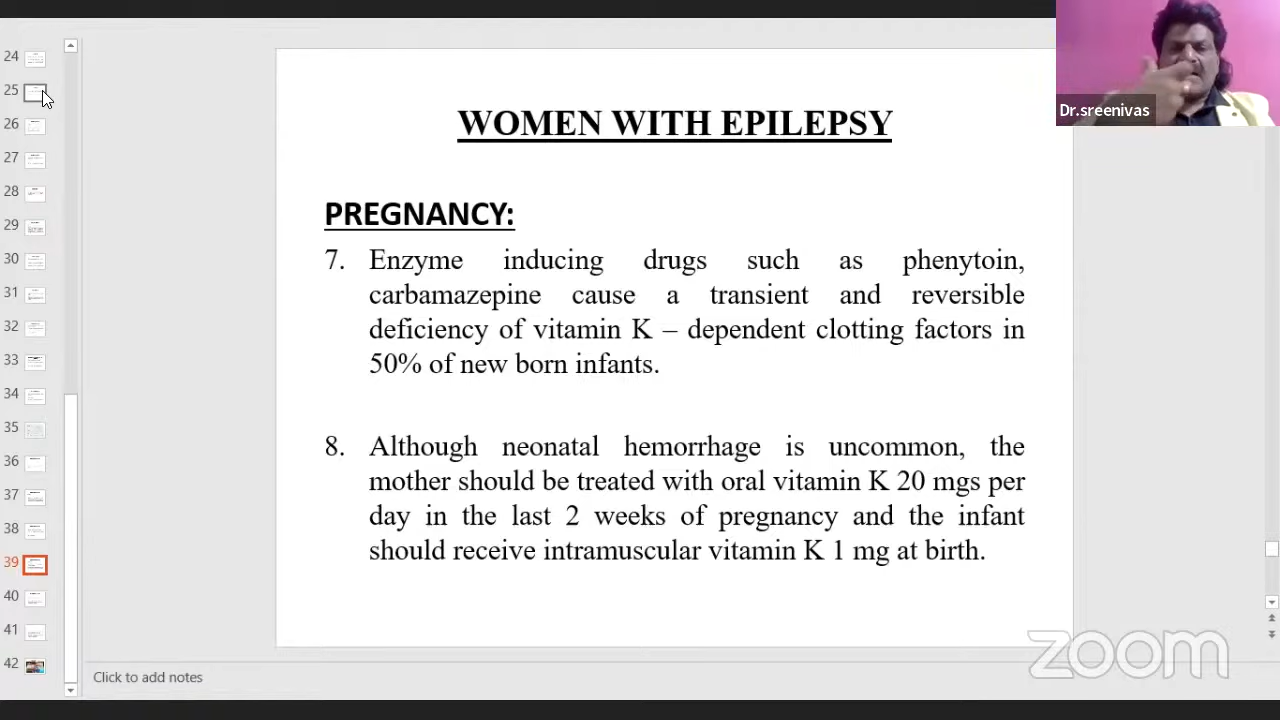 24
25
26
27
28
29
30
31
32
33
34
35
36
37
38
39
40
41
42
WOMEN WITH EPILEPSY
PREGNANCY:
7. Enzyme inducing drugs such as phenytoin,
carbamazepine cause a transient and reversible
deficiency of vitamin K – dependent clotting factors in
50% of new born infants.
8. Although neonatal hemorrhage is uncommon, the
mother should be treated with oral vitamin K 20 mgs per
day in the last 2 weeks of pregnancy and the infant
should receive intramuscular vitamin K 1 mg at birth.
Click to add notes
Dr.sreenivas
zoom